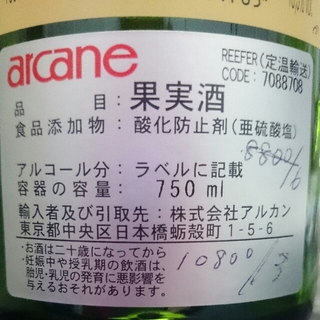 arcane
REEFER(定温輸送)
CODE: 7088708
品目：果実酒
食品添加物：酸化防止剤(亜硫酸塩)
8800/6
アルコール分：ラベルに記載
容器の容量：750 ml
輸入者及び引取先：株式会社アルカン
東京都中央区日本橋蛎殻町 1-5-6
・お酒は二十歳になってから
・妊娠中や授乳期の飲酒は、
胎児・乳児の発育に悪影響を
与えるおそれがあります。
10800/